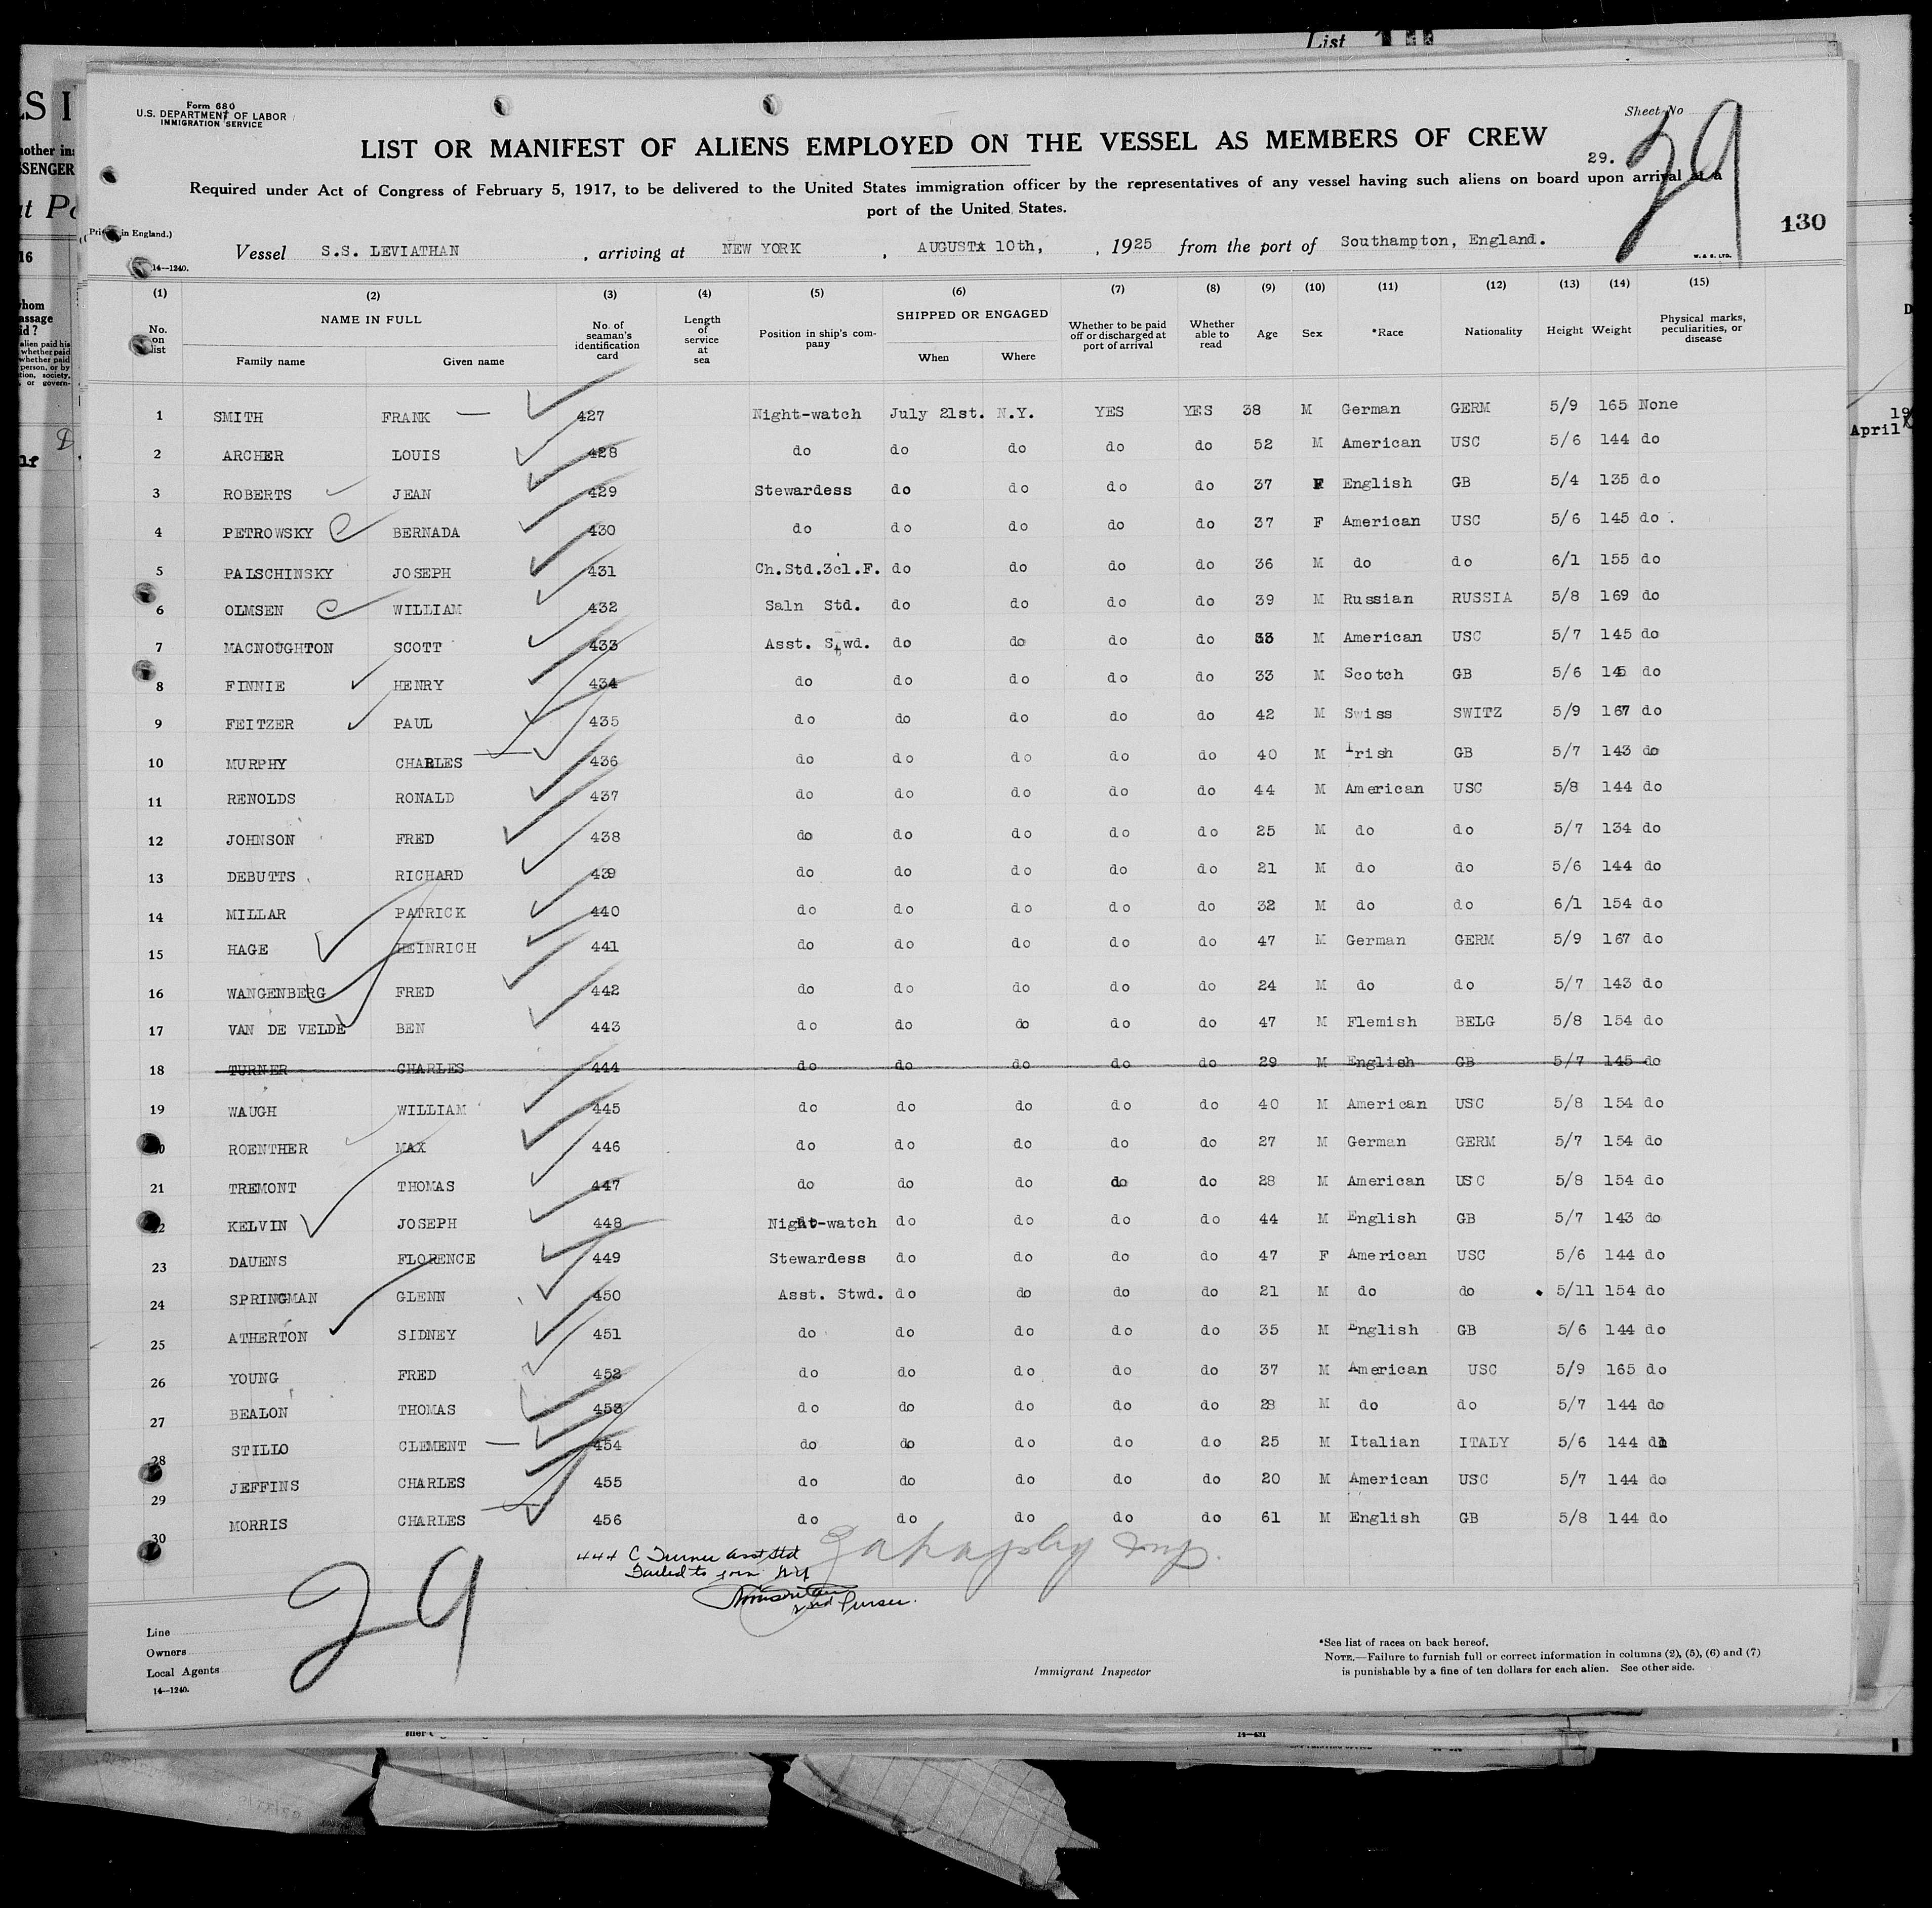 List
Form 680
U.S. DEPARTMENT OF LABOR
IMMIGRATION SERVICE
Sheet No
29
LIST OR MANIFEST OF ALIENS EMPLOYED ON THE VESSEL AS MEMBERS OF CREW
29.
Required under Act of Congress of February 5, 1917, to be delivered to the United States immigration officer by the representatives of any vessel having such aliens on board upon arrival at a
port of the United States.
130
(Printed in England.)
Vessel S.S. LEVIATHAN , arriving at NEW YORK , AUGUSTx 10th, , 1925 from the port of Southampton, England.
14—1240.
W. & S. LTD.
(1) (2) (3) (4) (5) (6) (7) (8) (9) (10) (11) (12) (13) (14) (15)
No. on list NAME IN FULL Family name Given name No. of seaman's identification card Length of service at sea Position in ship's company SHIPPED OR ENGAGED When Where Whether to be paid off or discharged at port of arrival Whether able to read Age Sex *Race Nationality Height Weight Physical marks, peculiarities, or disease
1 SMITH FRANK — 427 Night-watch July 21st. N.Y. YES YES 38 M German GERM 5/9 165 None
2 ARCHER LOUIS 428 do do do do do 52 M American USC 5/6 144 do
3 ROBERTS JEAN 429 Stewardess do do do do 37 F English GB 5/4 135 do
4 PETROWSKY BERNADA 430 do do do do do 37 F American USC 5/6 145 do .
5 PALSCHINSKY JOSEPH 431 Ch.Std.3cl.F. do do do do 36 M do do 6/1 155 do
6 OLMSEN WILLIAM 432 Saln Std. do do do do 39 M Russian RUSSIA 5/8 169 do
7 MACNOUGHTON SCOTT 433 Asst. Stwd. do do do do M American USC 5/7 145 do
8 FINNIE HENRY 434 do do do do do 33 M Scotch GB 5/6 145 do
9 FEITZER PAUL 435 do do do do do 42 M Swiss SWITZ 5/9 167 do
10 MURPHY CHARLES 436 do do do do do 40 M Irish GB 5/7 143 do
11 RENOLDS RONALD 437 do do do do do 44 M American USC 5/8 144 do
12 JOHNSON FRED 438 do do do do do 25 M do do 5/7 134 do
13 DEBUTTS RICHARD 439 do do do do do 21 M do do 5/6 144 do
14 MILLAR PATRICK 440 do do do do do 32 M do do 6/1 154 do
15 HAGE HEINRICH 441 do do do do do 47 M German GERM 5/9 167 do
16 WANGENBERG FRED 442 do do do do do 24 M do do 5/7 143 do
17 VAN DE VELDE BEN 443 do do do do do 47 M Flemish BELG 5/8 154 do
18 TURNER CHARLES 444 do do do do do 29 M English GB 5/7 145 do
19 WAUGH WILLIAM 445 do do do do do 40 M American USC 5/8 154 do
20 ROENTHER MAX 446 do do do do do 27 M German GERM 5/7 154 do
21 TREMONT THOMAS 447 do do do do do 28 M American USC 5/8 154 do
22 KELVIN JOSEPH 448 Night-watch do do do do 44 M English GB 5/7 143 do
23 DAUENS FLORENCE 449 Stewardess do do do do 47 F American USC 5/6 144 do
24 SPRINGMAN GLENN 450 Asst. Stwd. do do do do 21 M do do 5/11 154 do
25 ATHERTON SIDNEY 451 do do do do do 35 M English GB 5/6 144 do
26 YOUNG FRED 452 do do do do do 37 M American USC 5/9 165 do
27 BEALON THOMAS 453 do do do do do 28 M do do 5/7 144 do
28 STILLO CLEMENT — 454 do do do do do 25 M Italian ITALY 5/6 144 do
29 JEFFINS CHARLES 455 do do do do do 20 M American USC 5/7 144 do
30 MORRIS CHARLES 456 do do do do do 61 M English GB 5/8 144 do
444 C Turner asst Std
Failed to join N.Y
2nd Purser.
29
Line
Owners
Local Agents
14—1240.
Immigrant Inspector
*See list of races on back hereof.
NOTE.—Failure to furnish full or correct information in columns (2), (5), (6) and (7)
is punishable by a fine of ten dollars for each alien. See other side.
14—431